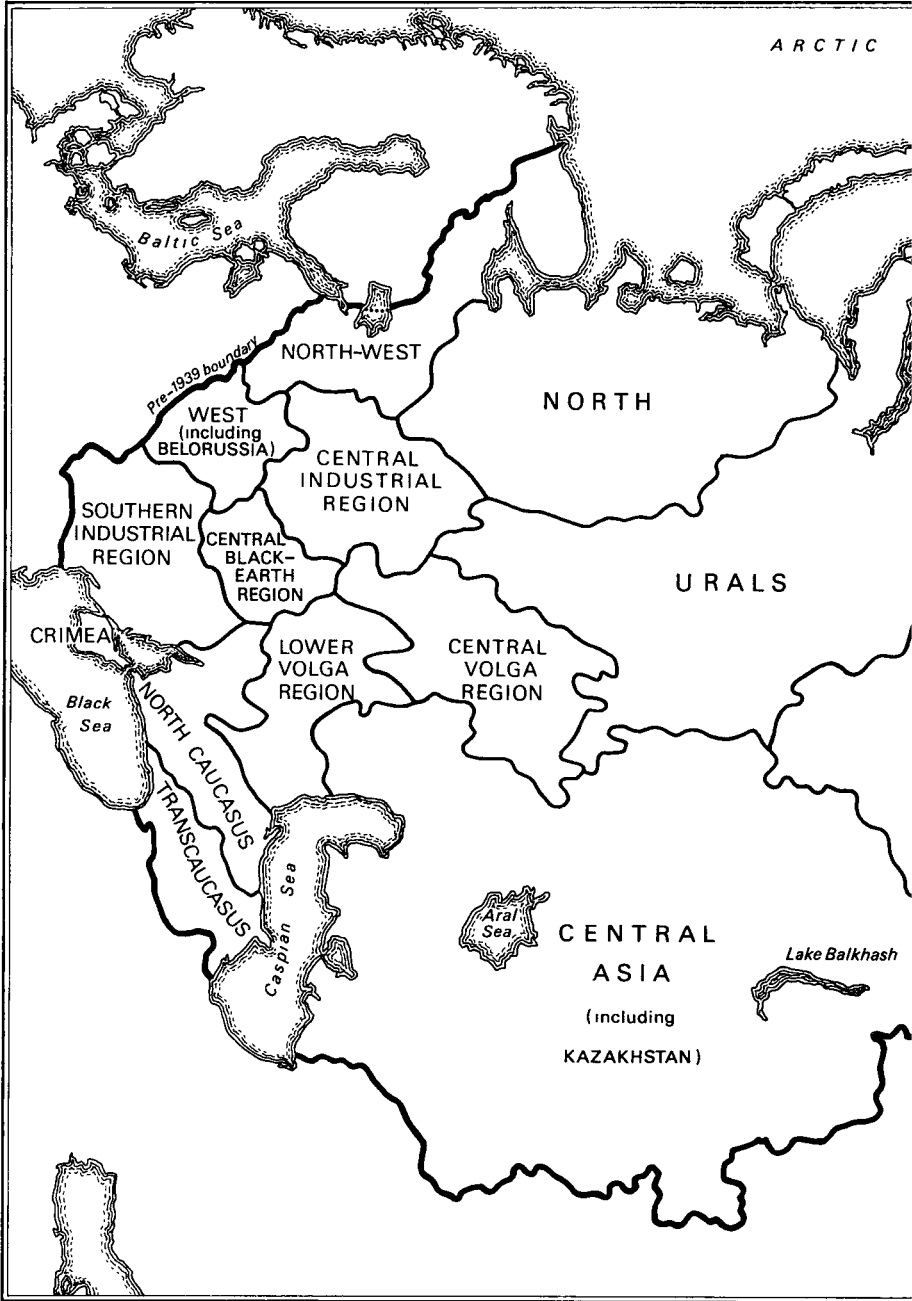 ARCTIC
Baltic Sea
Pre-1939 boundary
NORTH-WEST
NORTH
WEST
(including
BELORUSSIA)
CENTRAL
INDUSTRIAL
REGION
SOUTHERN
INDUSTRIAL
REGION
CENTRAL
BLACK-
EARTH
REGION
URALS
CRIMEA
LOWER
VOLGA
REGION
CENTRAL
VOLGA
REGION
Black
Sea
NORTH CAUCASUS
TRANSCAUCASUS
Caspian Sea
Aral
Sea
CENTRAL
ASIA
(including
KAZAKHSTAN)
Lake Balkhash